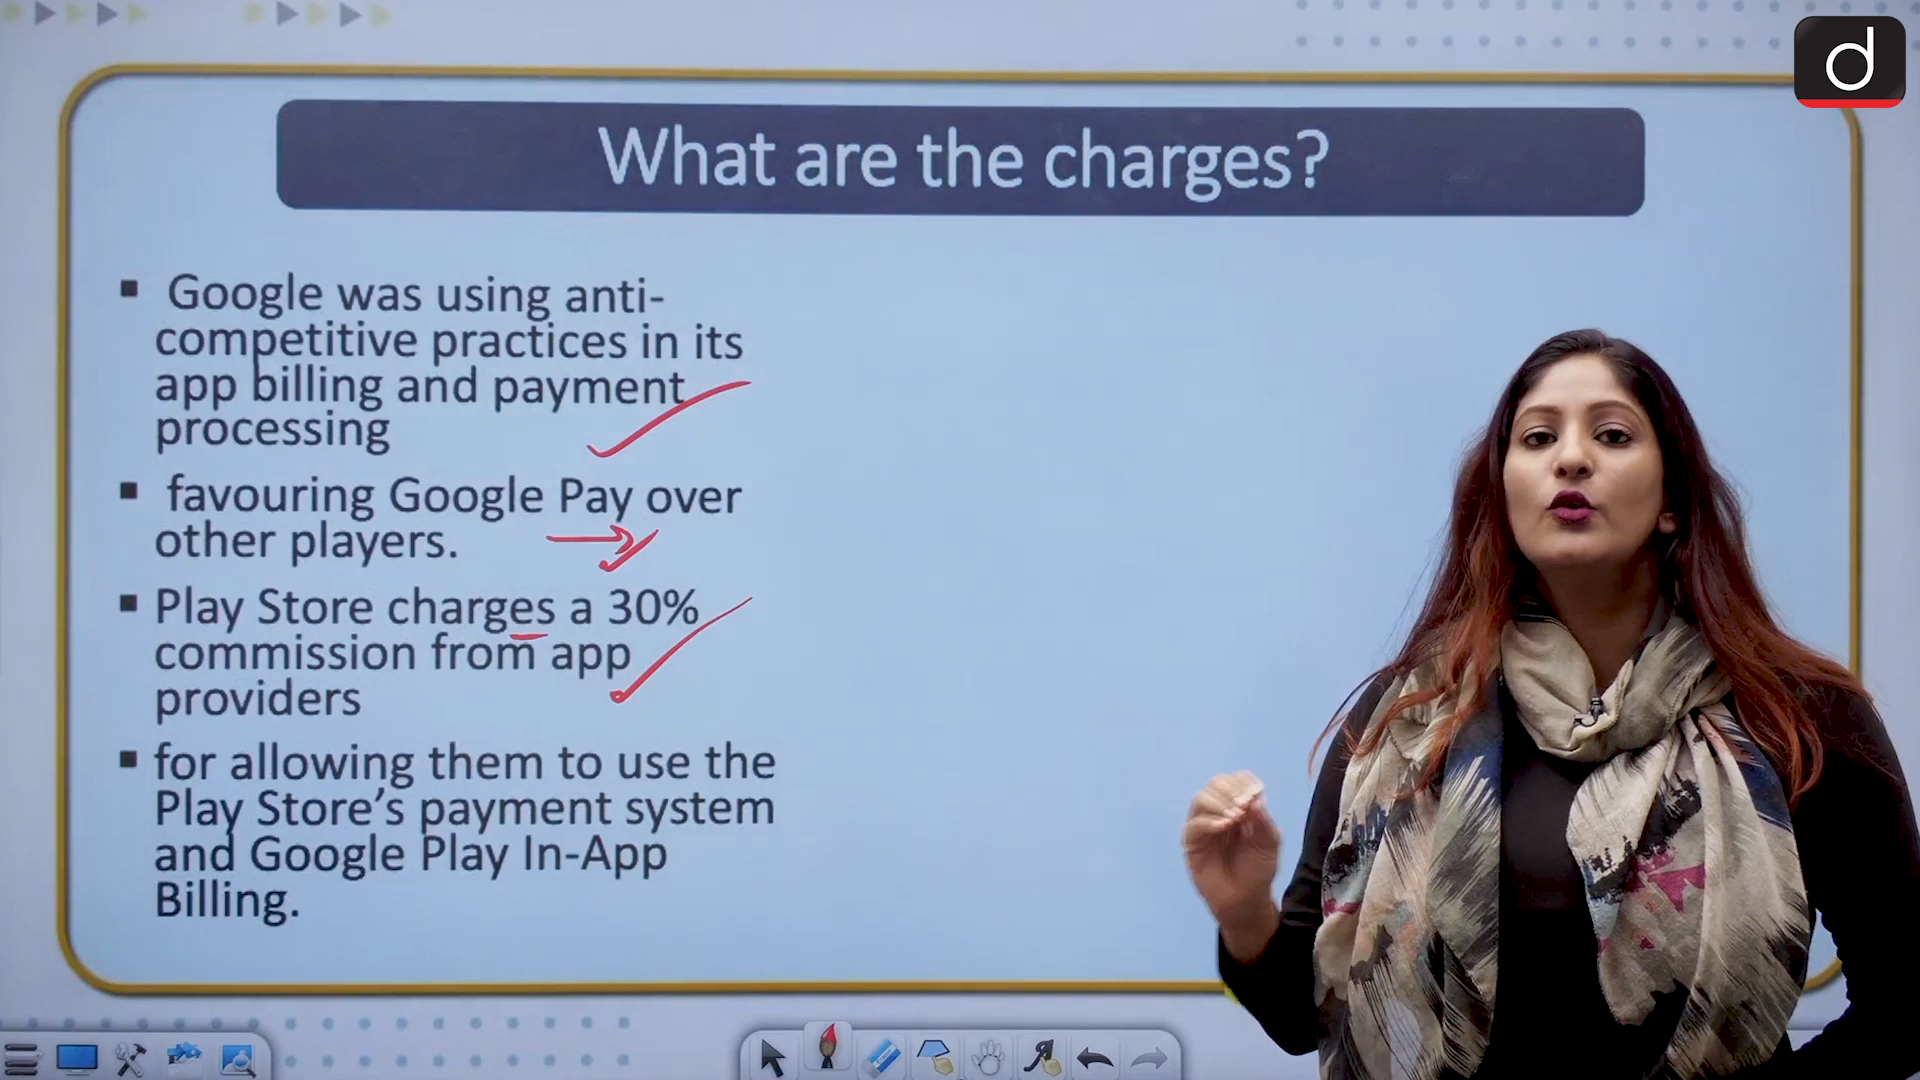 d
What are the charges?
▪ Google was using anti-
competitive practices in its
app billing and payment
processing
▪ favouring Google Pay over
other players.
▪ Play Store charges a 30%
commission from app
providers
▪ for allowing them to use the
Play Store’s payment system
and Google Play In-App
Billing.